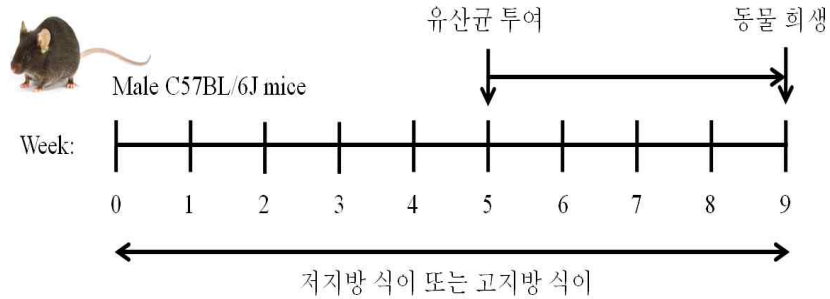 유산균 투여
동물 희생
Male C57BL/6J mice
Week:
0 1 2 3 4 5 6 7 8 9
저지방 식이 또는 고지방 식이